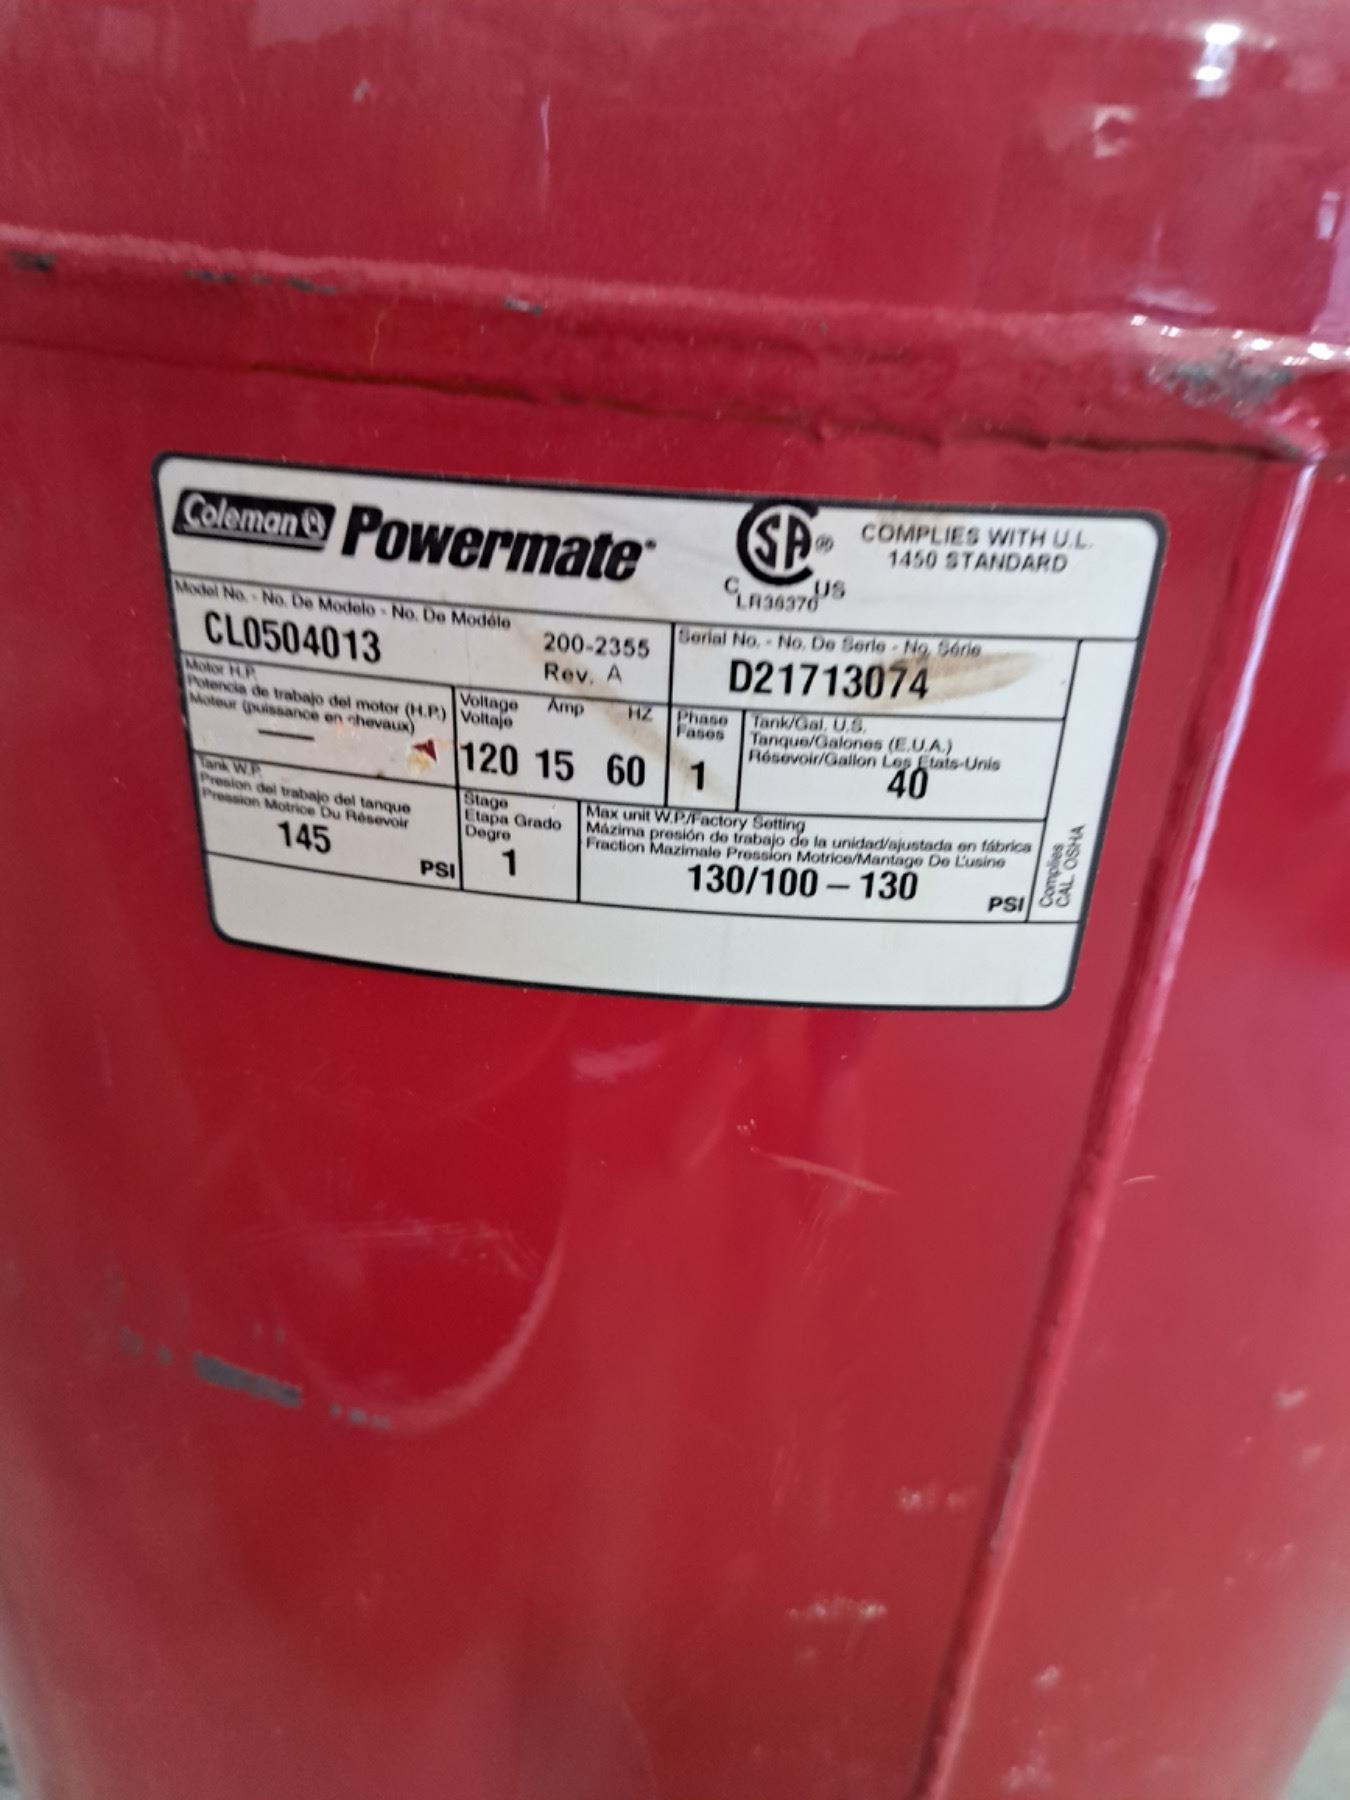 Coleman Powermate
SA
C US
LR36370
COMPLIES WITH U.L.
1450 STANDARD
Model No. - No. De Modelo - No. De Modéle
CL0504013
200-2355
Rev. A
Serial No. - No. De Serie - No. Série
D21713074
Motor H.P.
Potencia de trabajo del motor (H.P.)
Moteur (puissance en chevaux)
—
Voltage Amp HZ
Voltaje
120 15 60
Phase
Fases
1
Tank/Gal. U.S.
Tanque/Galones (E.U.A.)
Résevoir/Gallon Les Etats-Unis
40
Tank W.P.
Presion del trabajo del tanque
Pression Motrice Du Résevoir
145
PSI
Stage
Etapa Grado
Degre
1
Max unit W.P./Factory Setting
Mázima presión de trabajo de la unidad/ajustada en fábrica
Fraction Mazimale Pression Motrice/Mantage De L'usine
130/100 – 130
PSI
Complies
CAL. OSHA